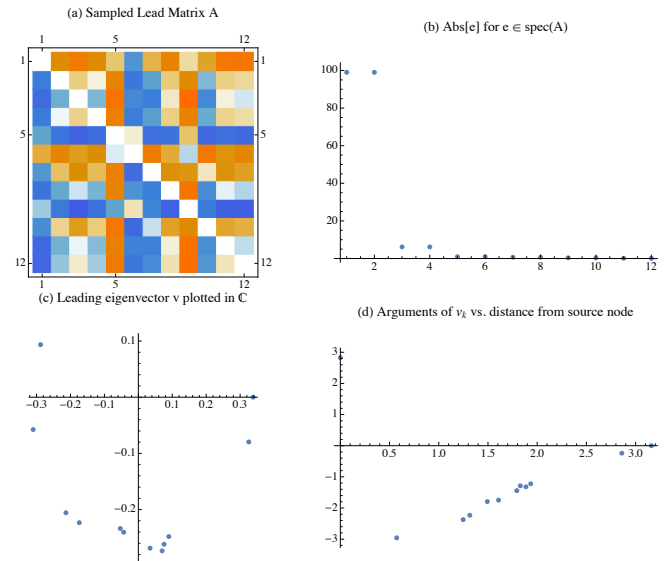 (a) Sampled Lead Matrix A
1 5 12
1 1
5 5
12 12
1 5 12
(b) Abs[e] for e ∈ spec(A)
100
80
60
40
20
2 4 6 8 10 12
(c) Leading eigenvector v plotted in ℂ
0.1
−0.3 −0.2 −0.1 0.1 0.2 0.3
−0.1
−0.2
(d) Arguments of v_k vs. distance from source node
3
2
1
0.5 1.0 1.5 2.0 2.5 3.0
−1
−2
−3